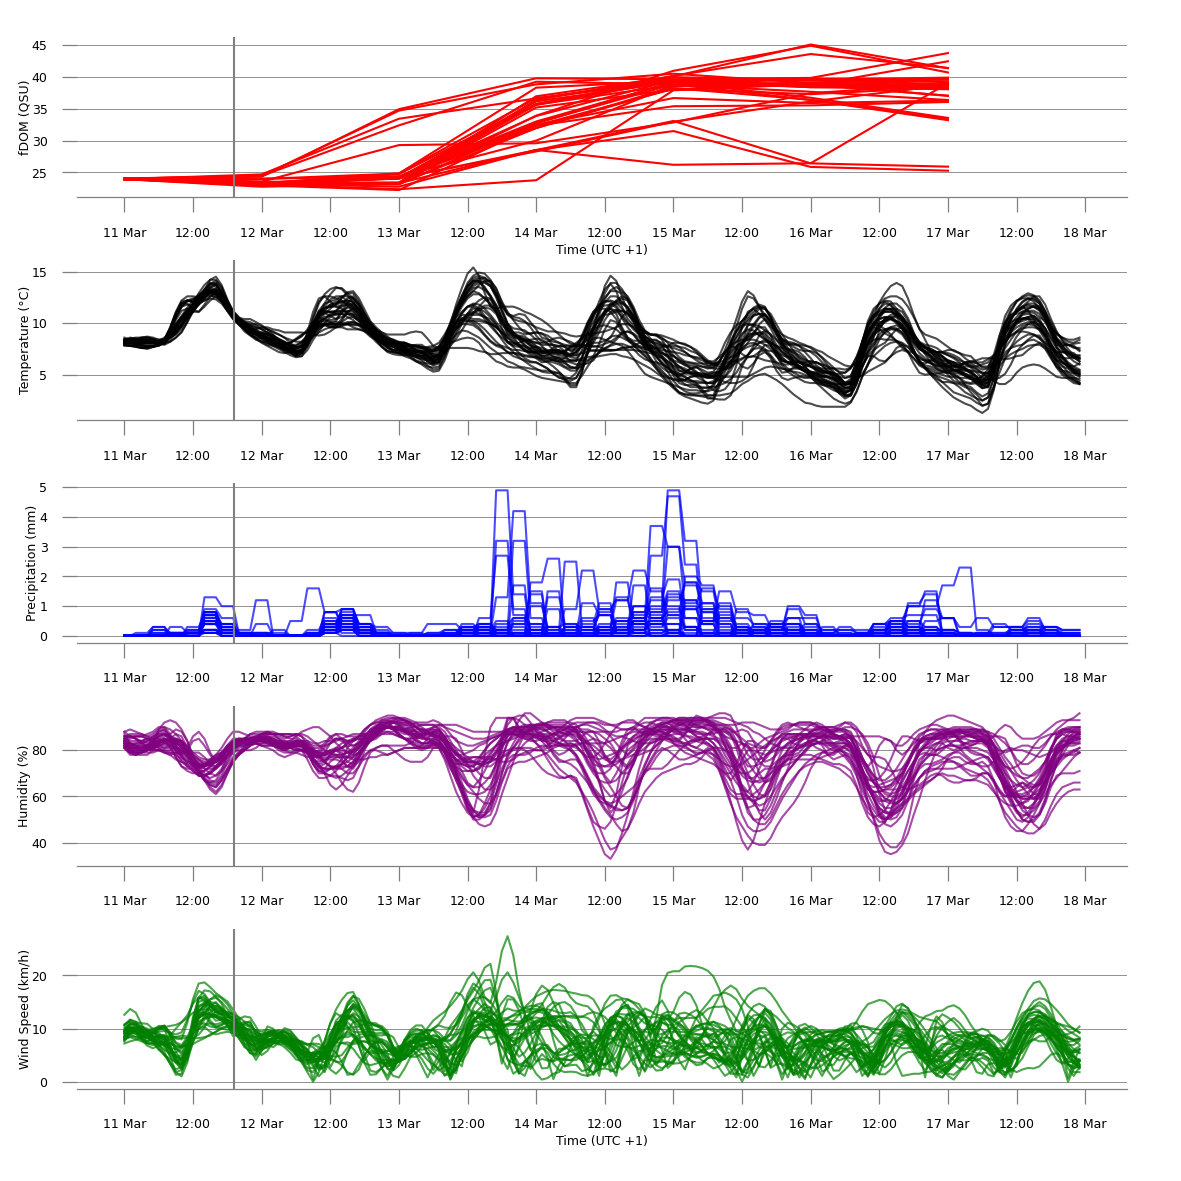 fDOM (QSU)
45
40
35
30
25
11 Mar 12:00 12 Mar 12:00 13 Mar 12:00 14 Mar 12:00 15 Mar 12:00 16 Mar 12:00 17 Mar 12:00 18 Mar
Time (UTC +1)
Temperature (°C)
15
10
5
11 Mar 12:00 12 Mar 12:00 13 Mar 12:00 14 Mar 12:00 15 Mar 12:00 16 Mar 12:00 17 Mar 12:00 18 Mar
Precipitation (mm)
5
4
3
2
1
0
11 Mar 12:00 12 Mar 12:00 13 Mar 12:00 14 Mar 12:00 15 Mar 12:00 16 Mar 12:00 17 Mar 12:00 18 Mar
Humidity (%)
80
60
40
11 Mar 12:00 12 Mar 12:00 13 Mar 12:00 14 Mar 12:00 15 Mar 12:00 16 Mar 12:00 17 Mar 12:00 18 Mar
Wind Speed (km/h)
20
10
0
11 Mar 12:00 12 Mar 12:00 13 Mar 12:00 14 Mar 12:00 15 Mar 12:00 16 Mar 12:00 17 Mar 12:00 18 Mar
Time (UTC +1)